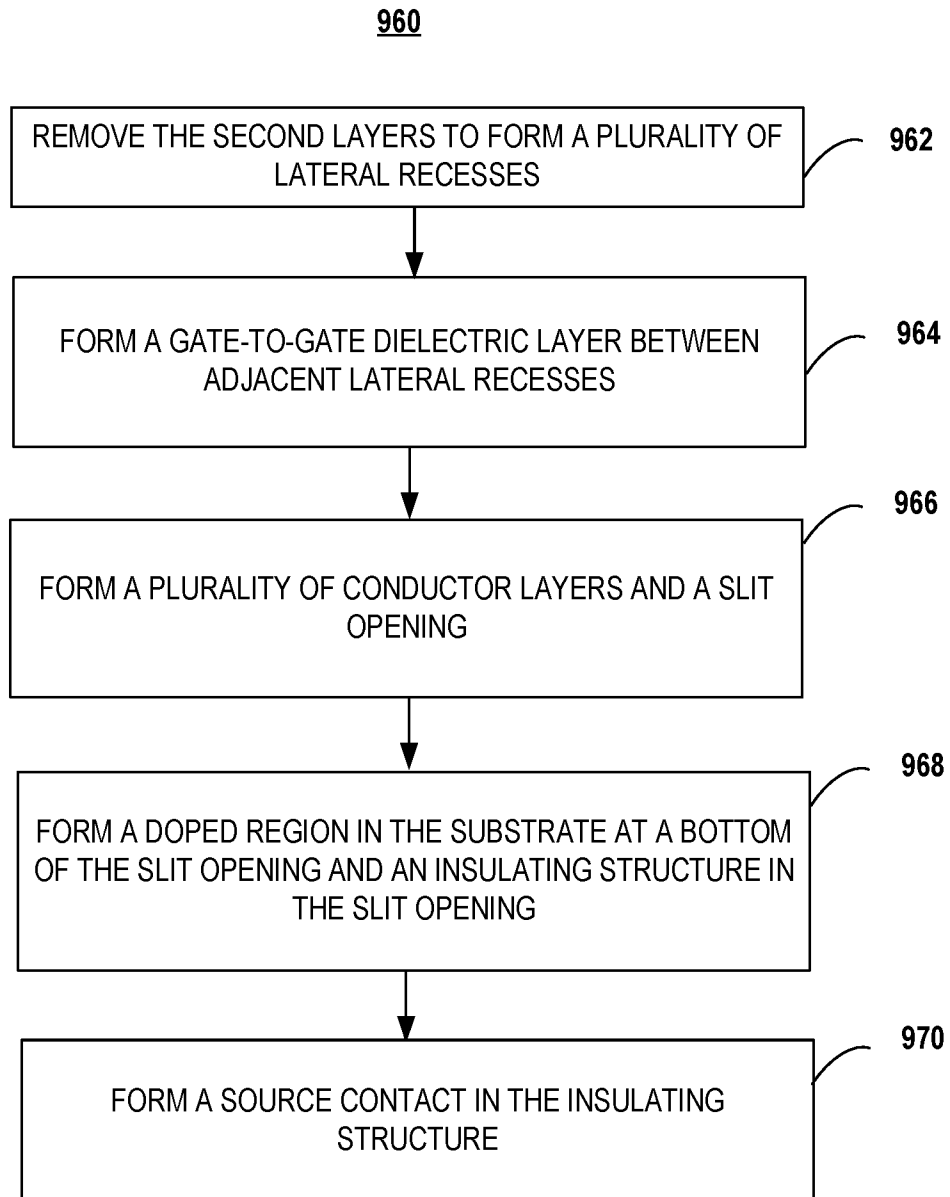 960
REMOVE THE SECOND LAYERS TO FORM A PLURALITY OF
LATERAL RECESSES
962
FORM A GATE-TO-GATE DIELECTRIC LAYER BETWEEN
ADJACENT LATERAL RECESSES
964
FORM A PLURALITY OF CONDUCTOR LAYERS AND A SLIT
OPENING
966
FORM A DOPED REGION IN THE SUBSTRATE AT A BOTTOM
OF THE SLIT OPENING AND AN INSULATING STRUCTURE IN
THE SLIT OPENING
968
FORM A SOURCE CONTACT IN THE INSULATING
STRUCTURE
970